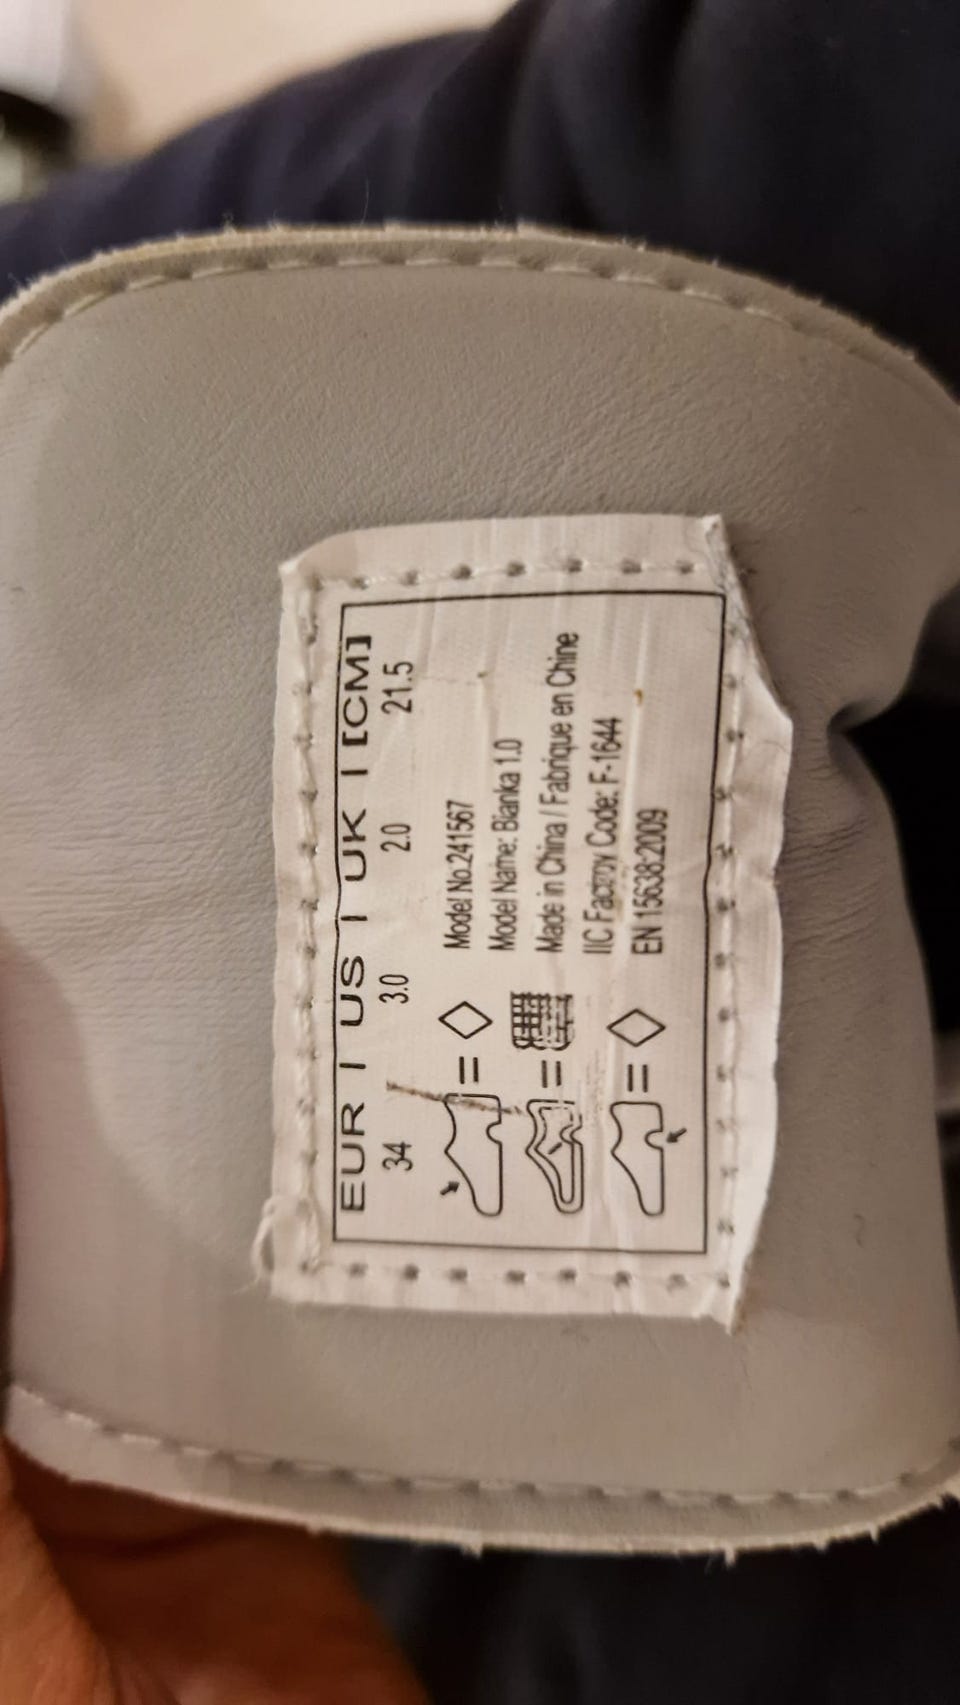 EUR | US | UK | [CM]
34 3.0 2.0 21.5
Model No.241567
Model Name: Bianka 1.0
Made in China / Fabrique en Chine
IIC Factroy Code: F-1644
EN 15638:2009